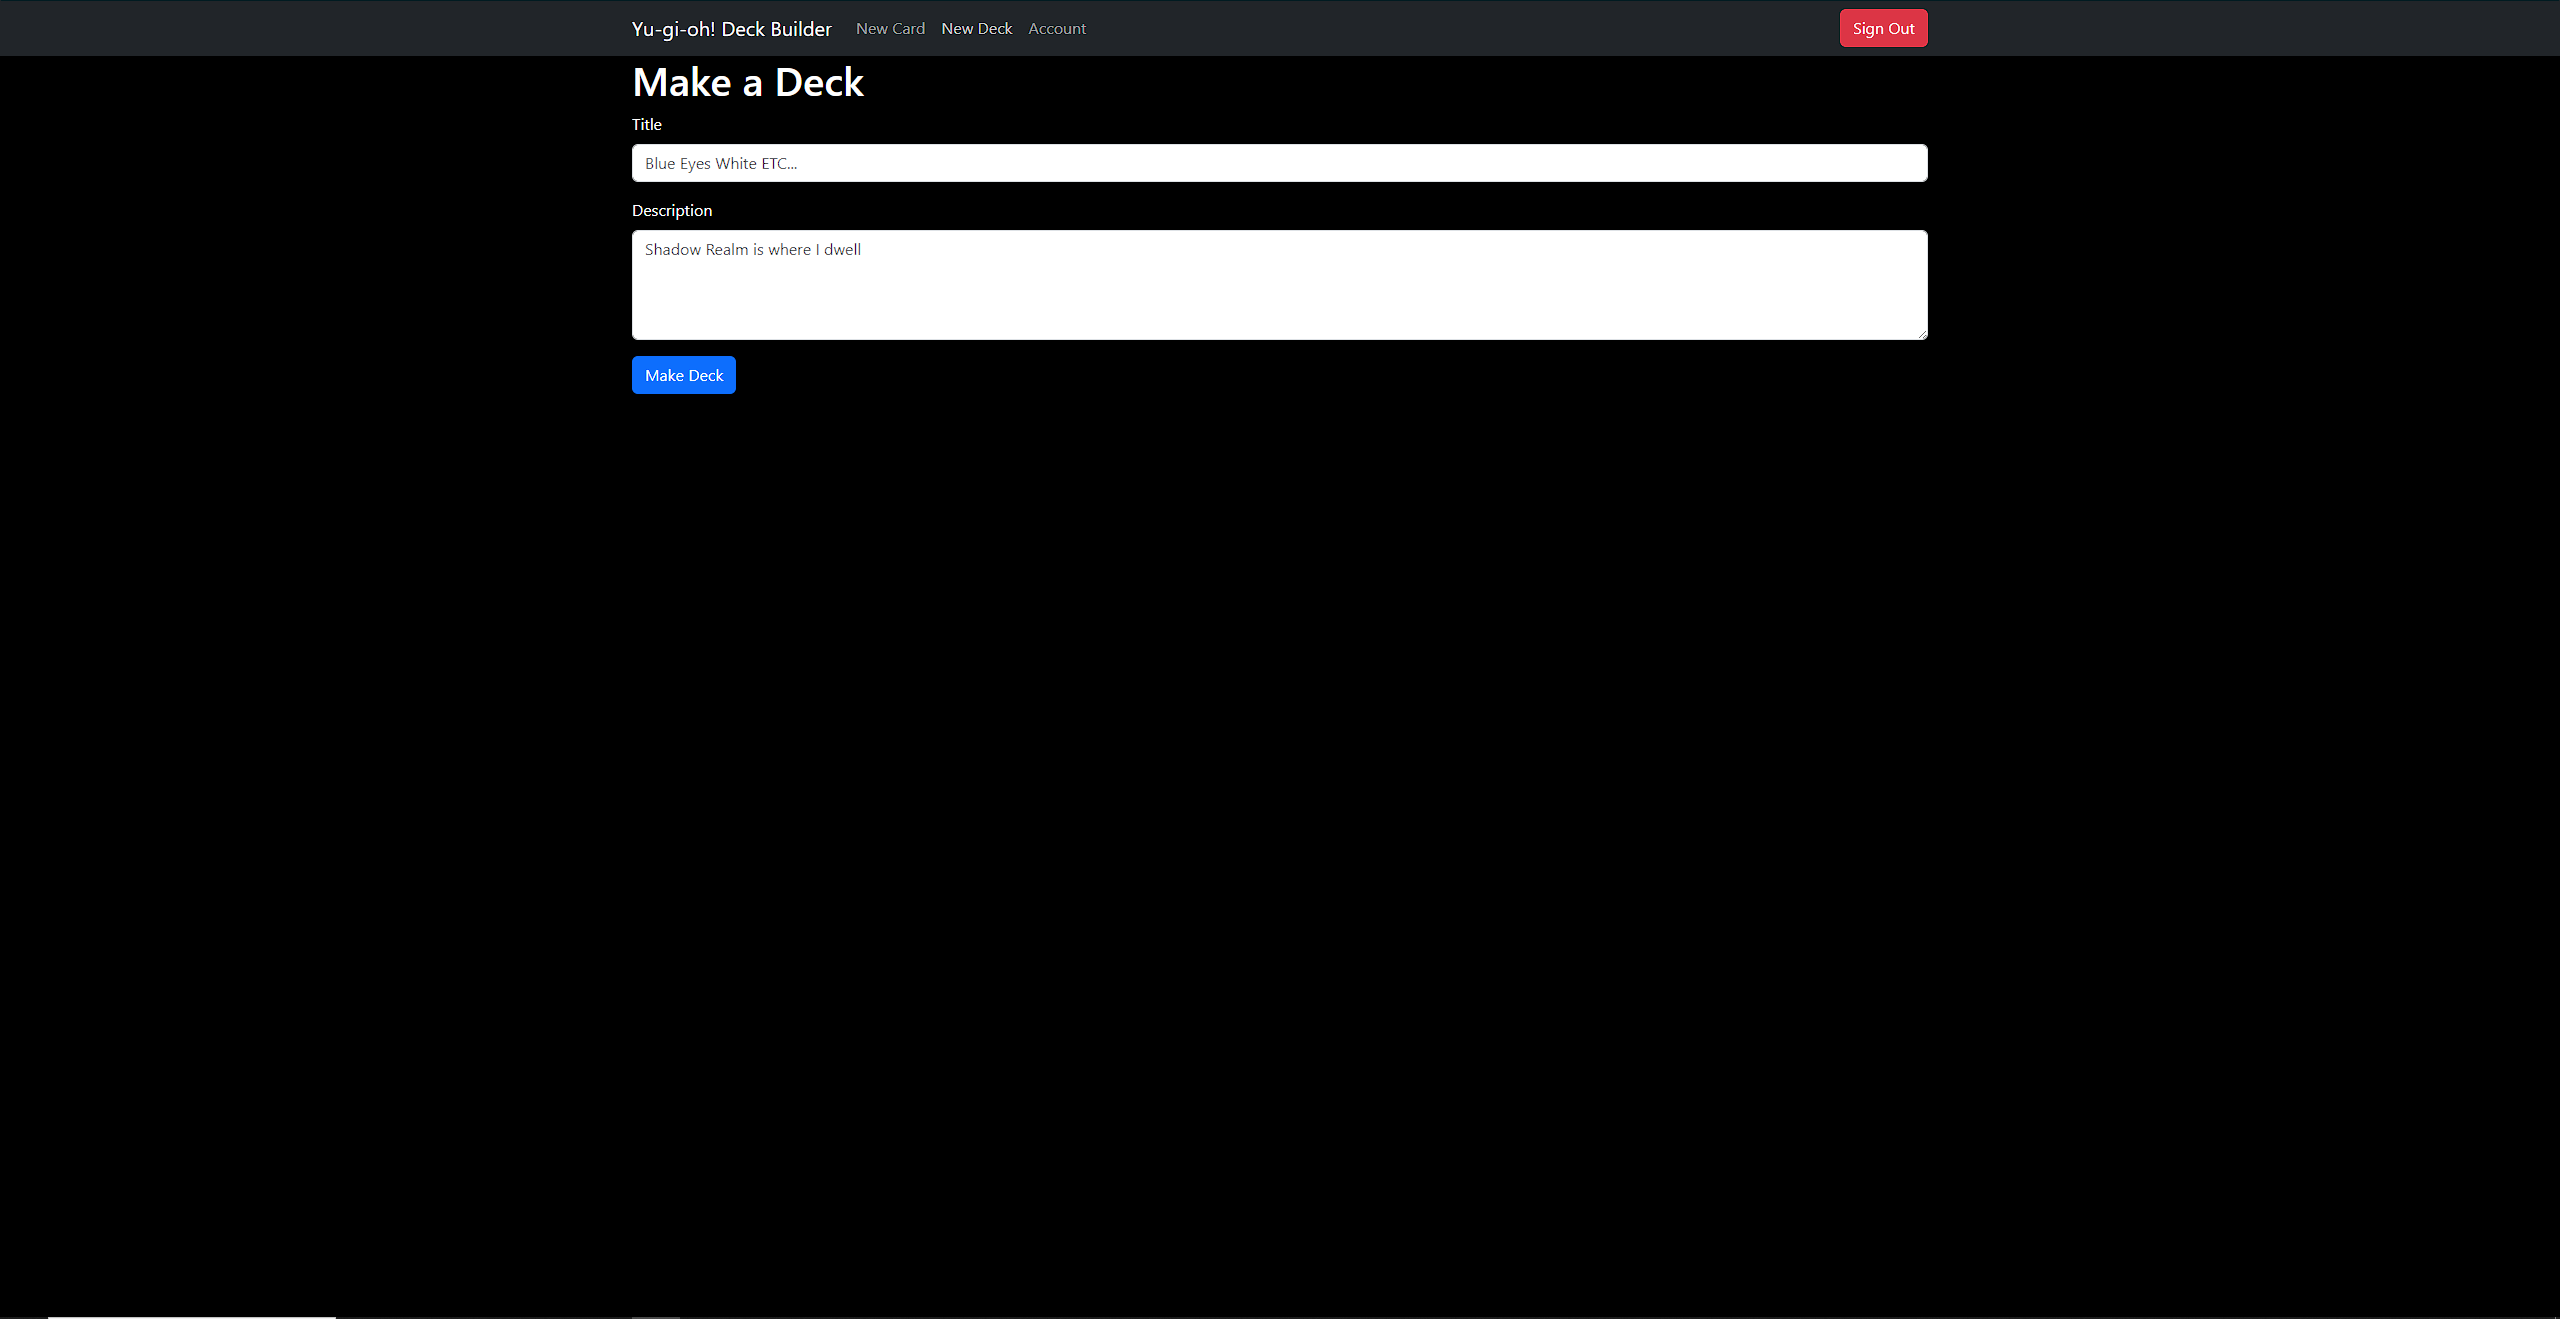 Yu-gi-oh! Deck Builder New Card New Deck Account Sign Out
Make a Deck
Title
Blue Eyes White ETC...
Description
Shadow Realm is where I dwell
Make Deck